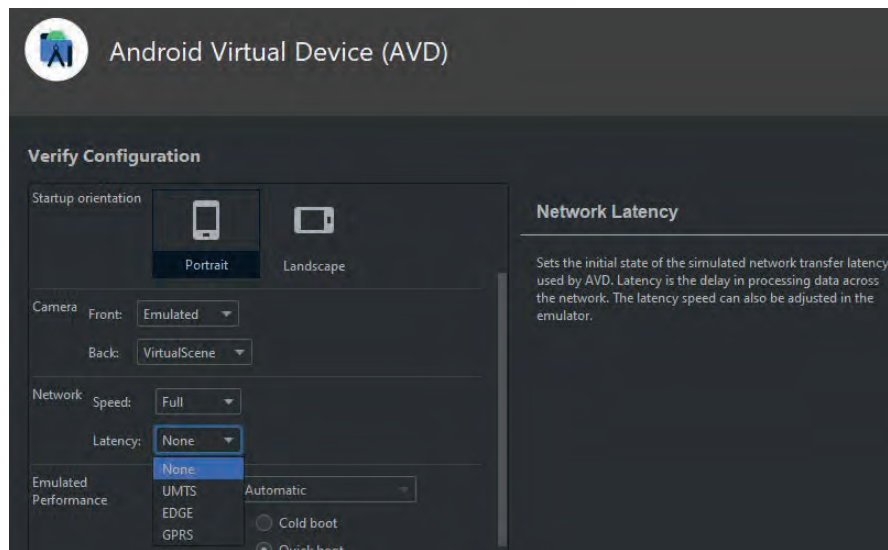 Android Virtual Device (AVD)
Verify Configuration
Startup orientation
Portrait
Landscape
Camera
Front:
Emulated
Back:
VirtualScene
Network
Speed:
Full
Latency:
None
None
UMTS
EDGE
GPRS
Emulated
Performance
Automatic
Cold boot
Quick boot
Network Latency
Sets the initial state of the simulated network transfer latency
used by AVD. Latency is the delay in processing data across
the network. The latency speed can also be adjusted in the
emulator.